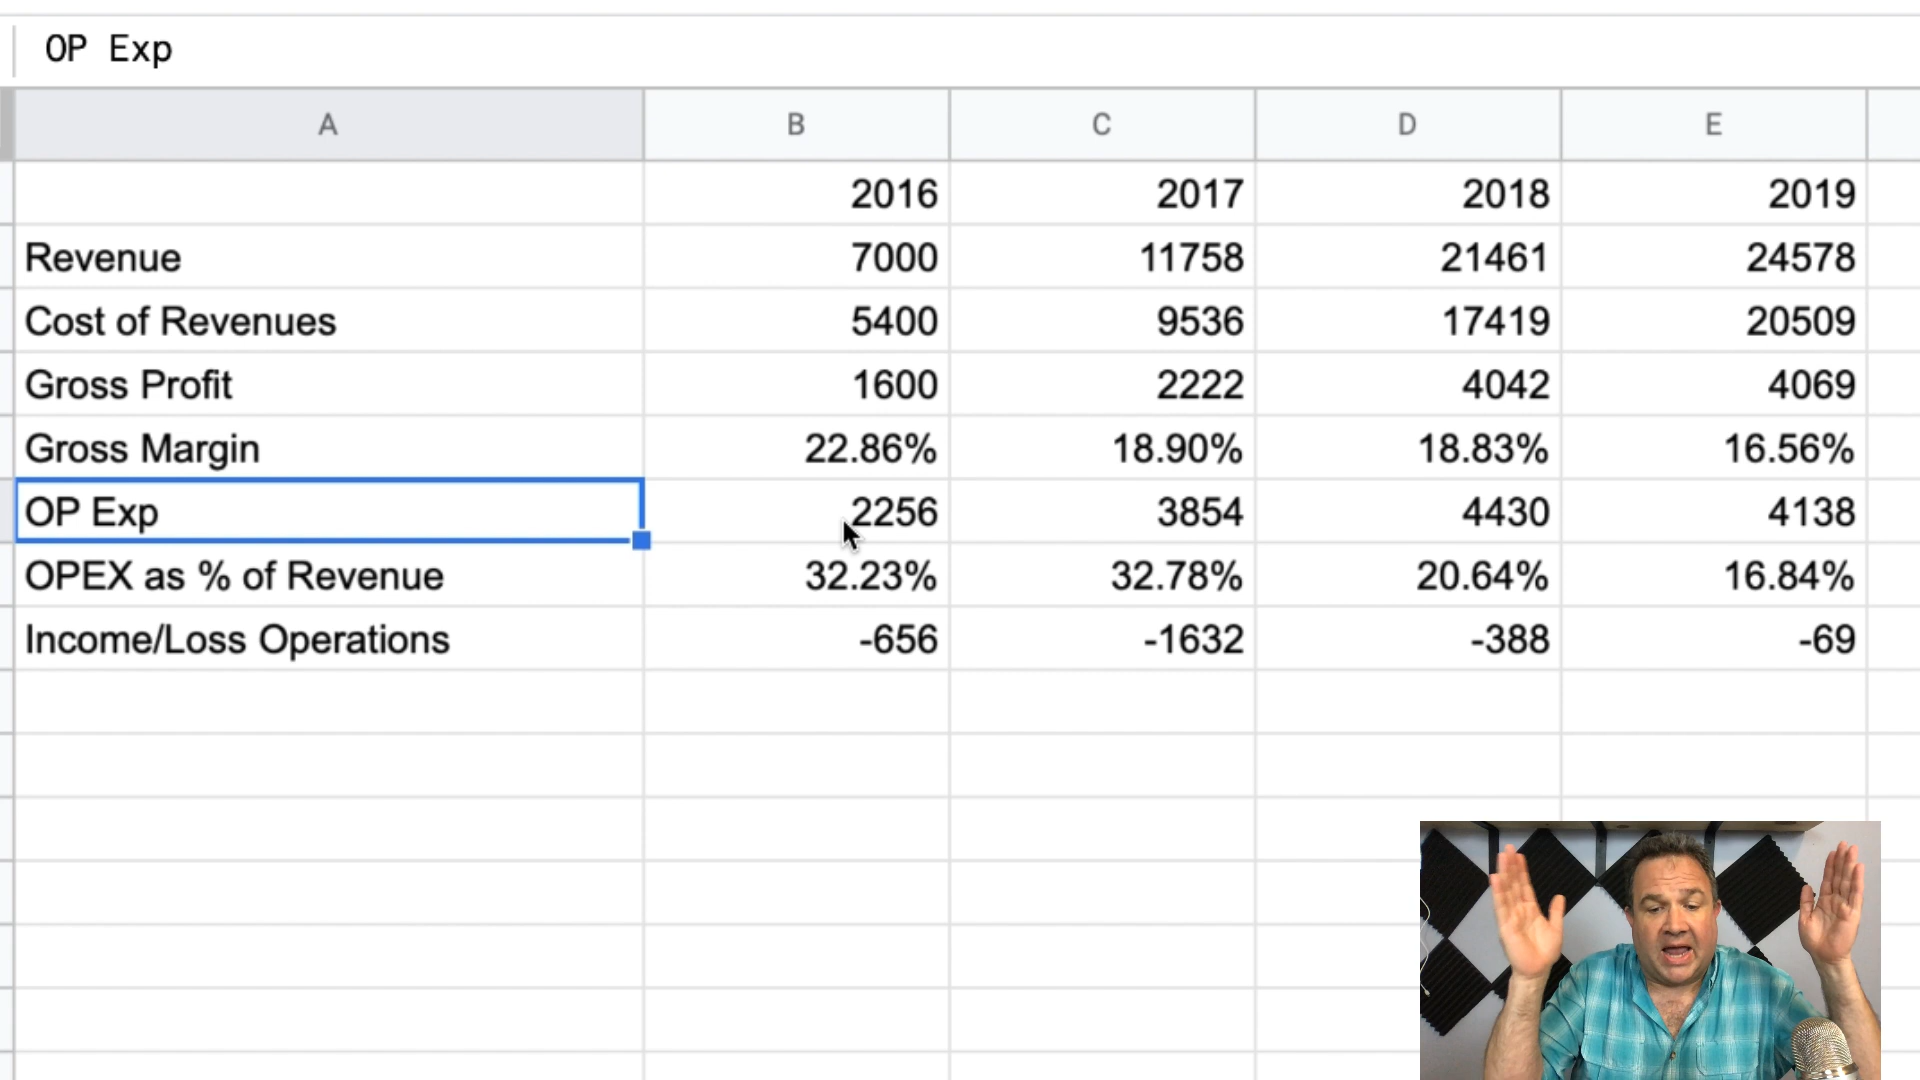 OP Exp
A B C D E
2016 2017 2018 2019
Revenue 7000 11758 21461 24578
Cost of Revenues 5400 9536 17419 20509
Gross Profit 1600 2222 4042 4069
Gross Margin 22.86% 18.90% 18.83% 16.56%
OP Exp 2256 3854 4430 4138
OPEX as % of Revenue 32.23% 32.78% 20.64% 16.84%
Income/Loss Operations -656 -1632 -388 -69